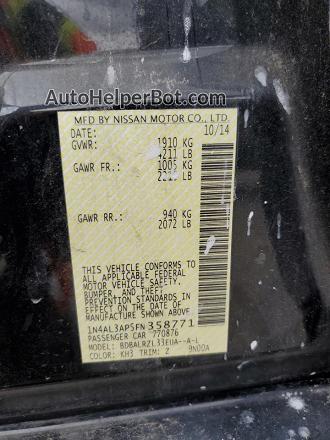 AutoHelperBot.com
MFD BY NISSAN MOTOR CO., LTD.
DATE: 10/14
GVWR: 1910 KG
4211 LB
GAWR FR: 1005 KG
LB
GAWR RR: 940 KG
2072 LB
THIS VEHICLE CONFORMS TO
ALL APPLICABLE FEDERAL
MOTOR VEHICLE SAFETY,
BUMPER, AND THEFT
PREVENTION STANDARDS IN
EFFECT ON THE DATE OF
MANUFACTURE SHOWN ABOVE.
1N4AL3AP5FN358771
PASSENGER CAR 770876
MODEL: BDBALRZL33EUA--A-L
COLOR: KH3 TRIM: 2 9N00A